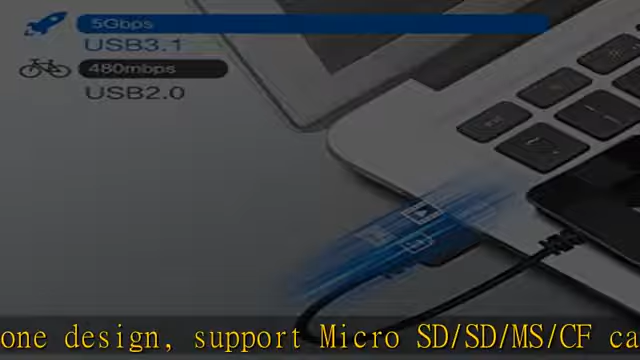 5Gbps
USB3.1
480mbps
USB2.0
one design, support Micro SD/SD/MS/CF ca